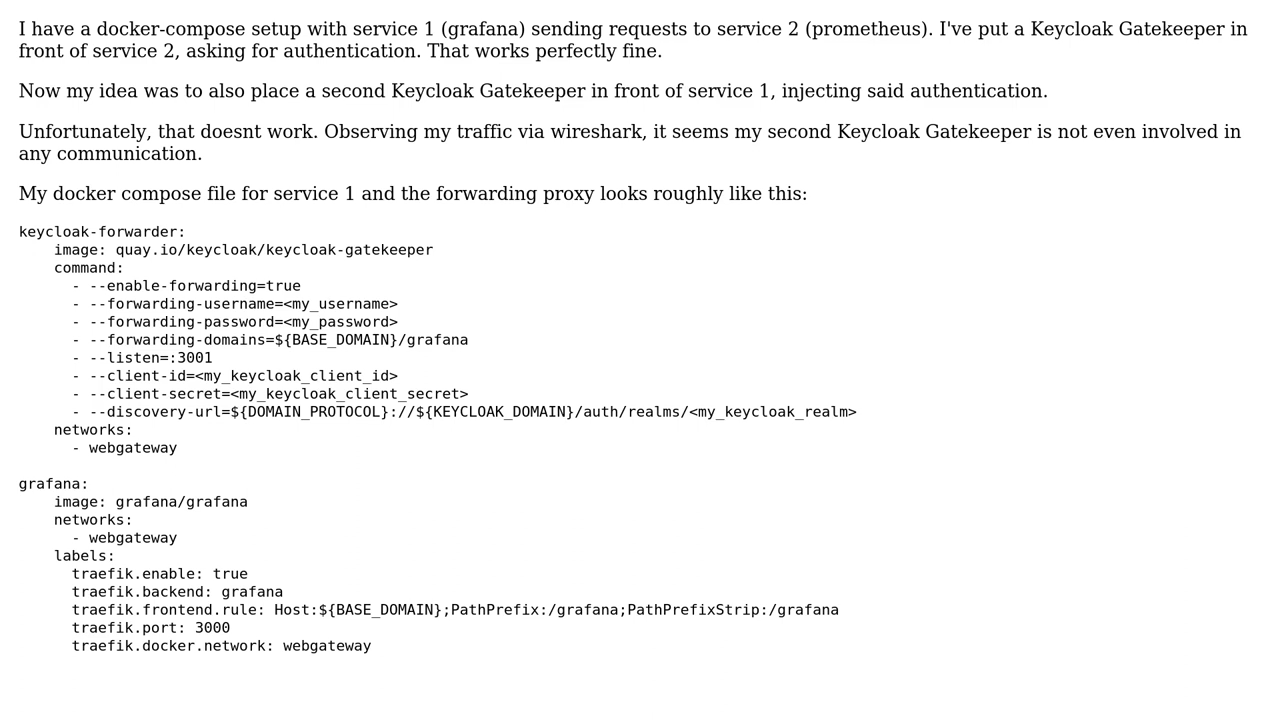 I have a docker-compose setup with service 1 (grafana) sending requests to service 2 (prometheus). I've put a Keycloak Gatekeeper in
front of service 2, asking for authentication. That works perfectly fine.
Now my idea was to also place a second Keycloak Gatekeeper in front of service 1, injecting said authentication.
Unfortunately, that doesnt work. Observing my traffic via wireshark, it seems my second Keycloak Gatekeeper is not even involved in
any communication.
My docker compose file for service 1 and the forwarding proxy looks roughly like this:
keycloak-forwarder:
    image: quay.io/keycloak/keycloak-gatekeeper
    command:
      - --enable-forwarding=true
      - --forwarding-username=<my_username>
      - --forwarding-password=<my_password>
      - --forwarding-domains=${BASE_DOMAIN}/grafana
      - --listen=:3001
      - --client-id=<my_keycloak_client_id>
      - --client-secret=<my_keycloak_client_secret>
      - --discovery-url=${DOMAIN_PROTOCOL}://${KEYCLOAK_DOMAIN}/auth/realms/<my_keycloak_realm>
    networks:
      - webgateway
grafana:
    image: grafana/grafana
    networks:
      - webgateway
    labels:
      traefik.enable: true
      traefik.backend: grafana
      traefik.frontend.rule: Host:${BASE_DOMAIN};PathPrefix:/grafana;PathPrefixStrip:/grafana
      traefik.port: 3000
      traefik.docker.network: webgateway